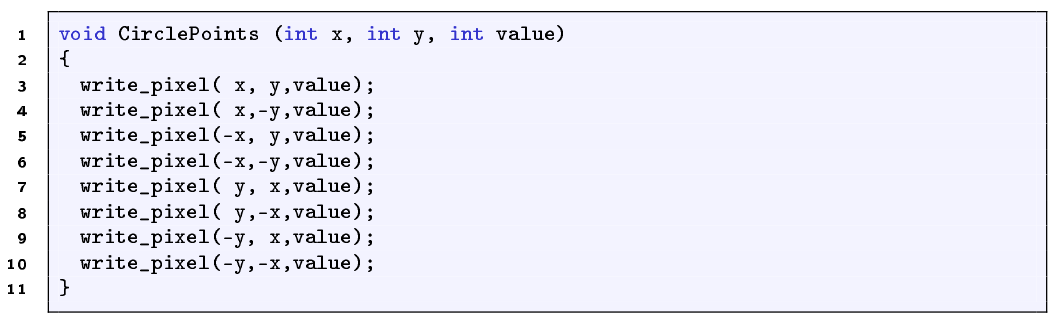 1 void CirclePoints (int x, int y, int value)
2 {
3 write_pixel( x, y,value);
4 write_pixel( x,-y,value);
5 write_pixel(-x, y,value);
6 write_pixel(-x,-y,value);
7 write_pixel( y, x,value);
8 write_pixel( y,-x,value);
9 write_pixel(-y, x,value);
10 write_pixel(-y,-x,value);
11 }